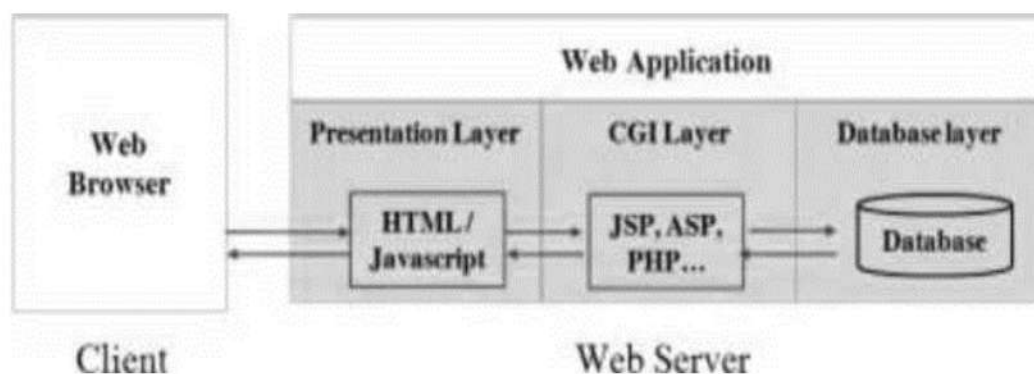 Web Application
Presentation Layer
CGI Layer
Database layer
Web
Browser
HTML/
Javascript
JSP, ASP,
PHP...
Database
Client
Web Server